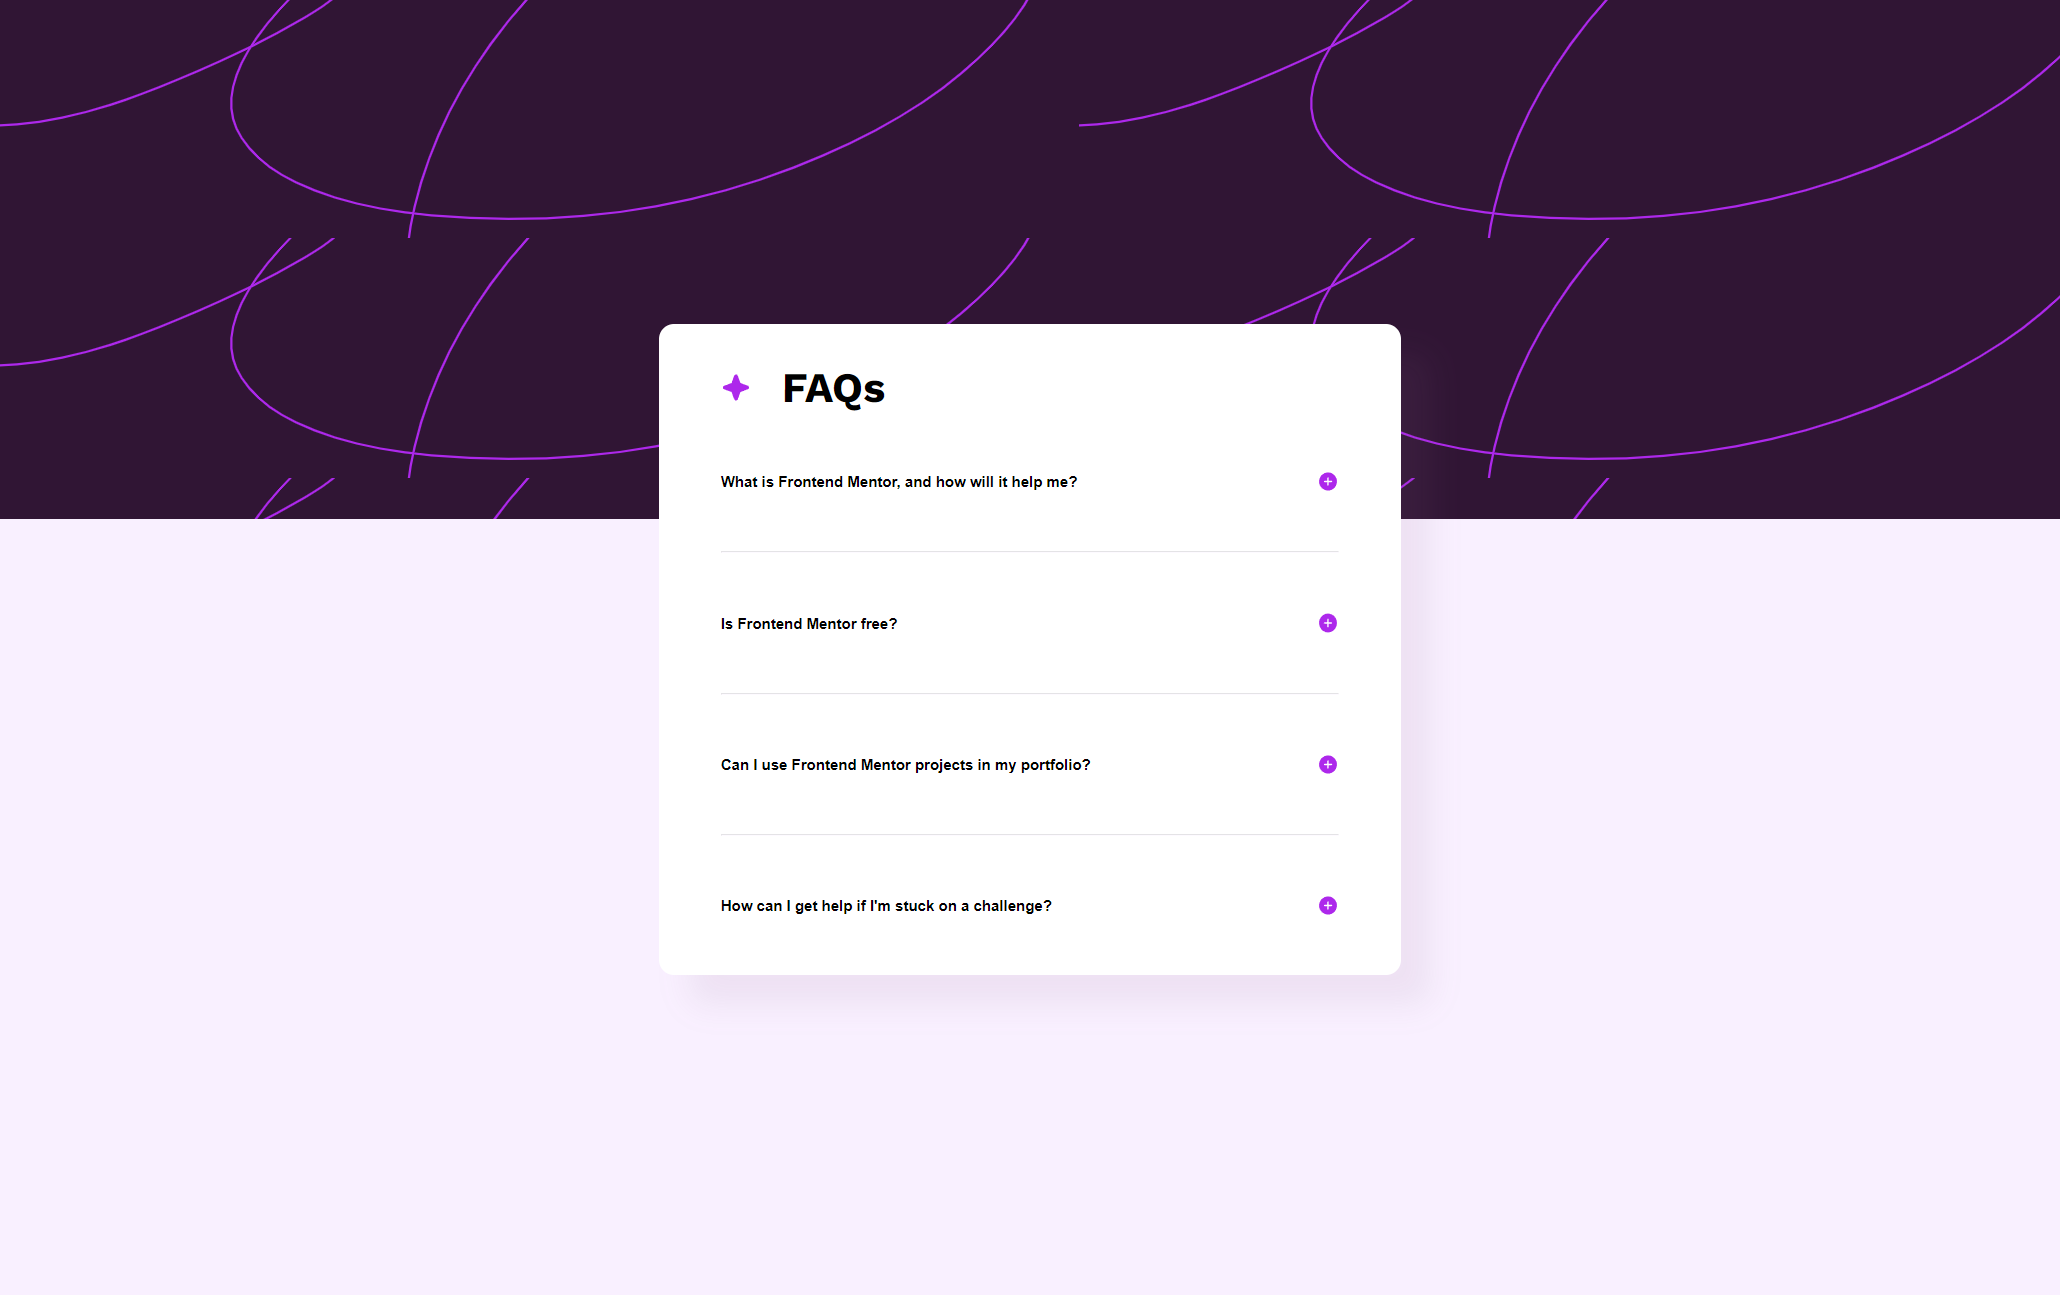 FAQs
What is Frontend Mentor, and how will it help me?
Is Frontend Mentor free?
Can I use Frontend Mentor projects in my portfolio?
How can I get help if I'm stuck on a challenge?